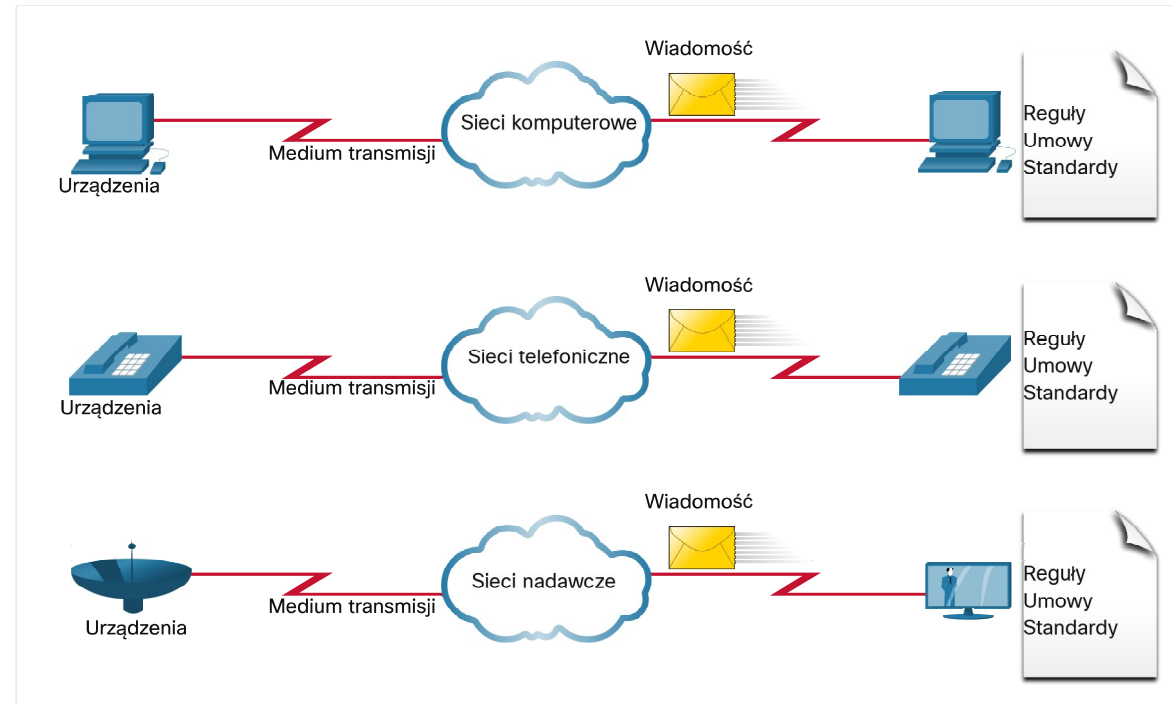 Wiadomość
Sieci komputerowe
Medium transmisji
Urządzenia
Reguły
Umowy
Standardy
Wiadomość
Sieci telefoniczne
Medium transmisji
Urządzenia
Reguły
Umowy
Standardy
Wiadomość
Sieci nadawcze
Medium transmisji
Urządzenia
Reguły
Umowy
Standardy